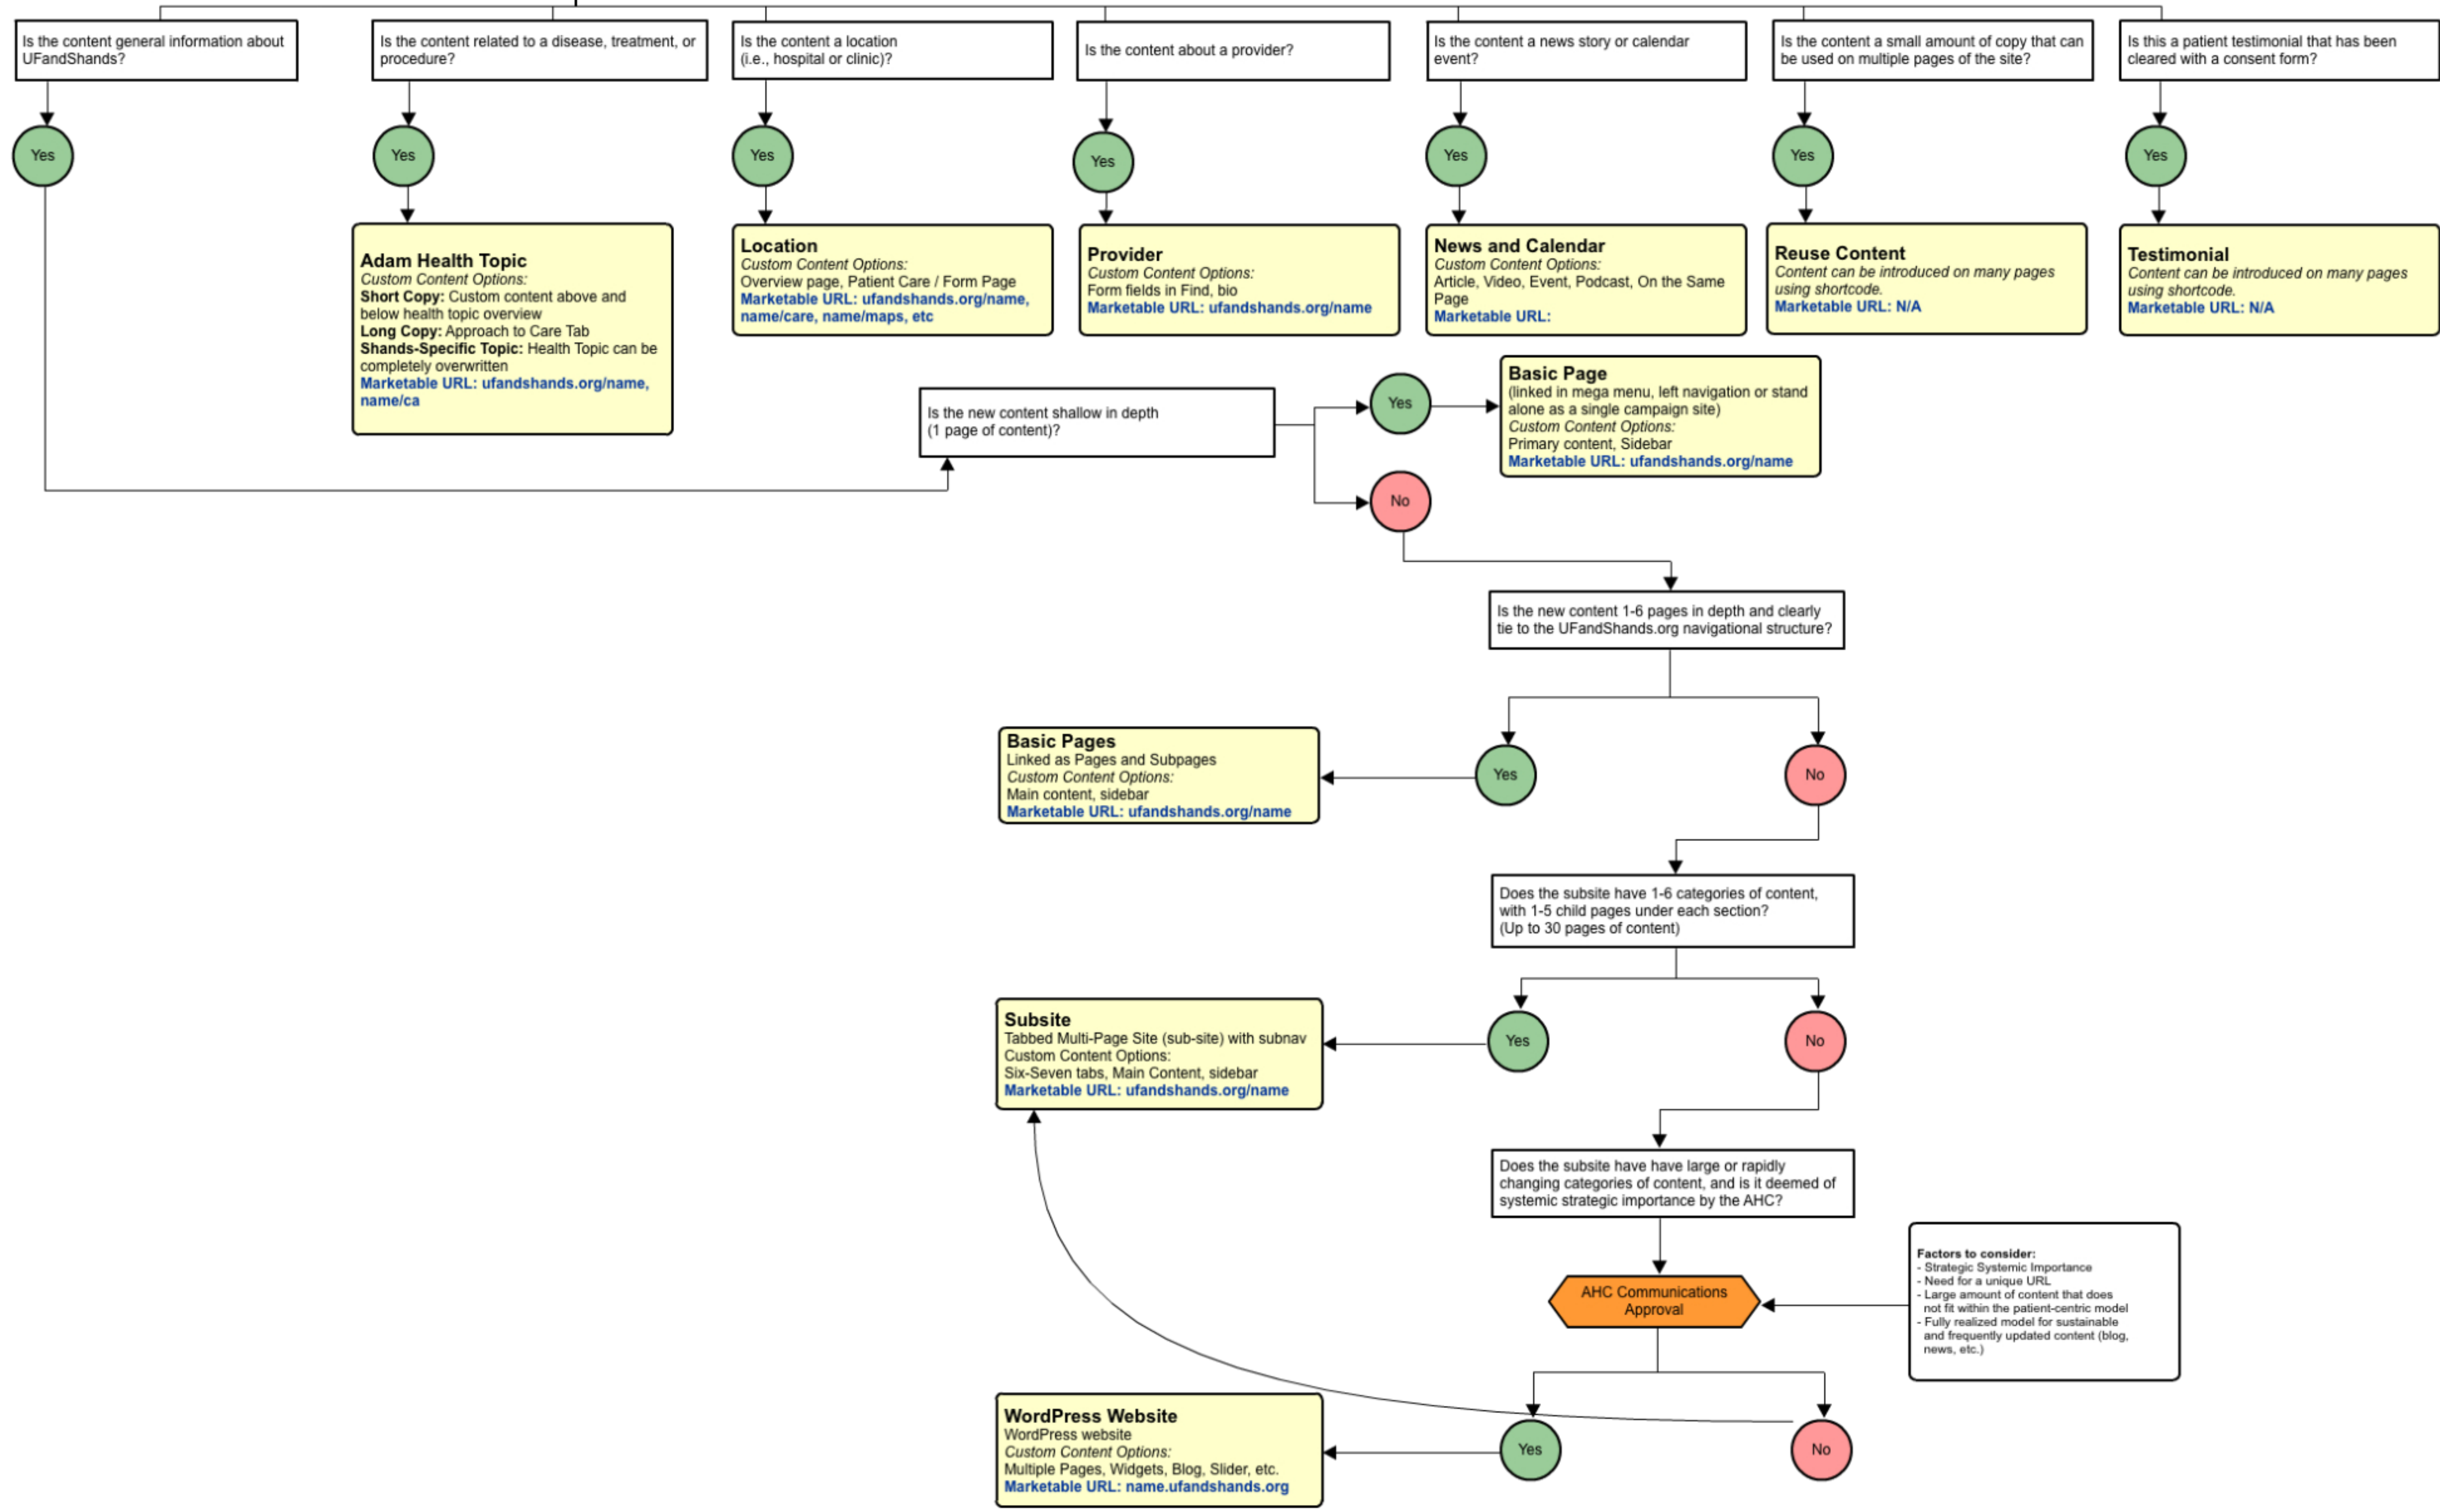 Is the content general information about
UFandShands?
Is the content related to a disease, treatment, or
procedure?
Is the content a location
(i.e., hospital or clinic)?
Is the content about a provider?
Is the content a news story or calendar
event?
Is the content a small amount of copy that can
be used on multiple pages of the site?
Is this a patient testimonial that has been
cleared with a consent form?
Yes
Yes
Yes
Yes
Yes
Yes
Yes
Adam Health Topic
Custom Content Options:
Short Copy: Custom content above and
below health topic overview
Long Copy: Approach to Care Tab
Shands-Specific Topic: Health Topic can be
completely overwritten
Marketable URL: ufandshands.org/name,
name/ca
Location
Custom Content Options:
Overview page, Patient Care / Form Page
Marketable URL: ufandshands.org/name,
name/care, name/maps, etc
Provider
Custom Content Options:
Form fields in Find, bio
Marketable URL: ufandshands.org/name
News and Calendar
Custom Content Options:
Article, Video, Event, Podcast, On the Same
Page
Marketable URL:
Reuse Content
Content can be introduced on many pages
using shortcode.
Marketable URL: N/A
Testimonial
Content can be introduced on many pages
using shortcode.
Marketable URL: N/A
Is the new content shallow in depth
(1 page of content)?
Yes
Basic Page
(linked in mega menu, left navigation or stand
alone as a single campaign site)
Custom Content Options:
Primary content, Sidebar
Marketable URL: ufandshands.org/name
No
Is the new content 1-6 pages in depth and clearly
tie to the UFandShands.org navigational structure?
Basic Pages
Linked as Pages and Subpages
Custom Content Options:
Main content, sidebar
Marketable URL: ufandshands.org/name
Yes
No
Does the subsite have 1-6 categories of content,
with 1-5 child pages under each section?
(Up to 30 pages of content)
Subsite
Tabbed Multi-Page Site (sub-site) with subnav
Custom Content Options:
Six-Seven tabs, Main Content, sidebar
Marketable URL: ufandshands.org/name
Yes
No
Does the subsite have have large or rapidly
changing categories of content, and is it deemed of
systemic strategic importance by the AHC?
AHC Communications
Approval
Factors to consider:
- Strategic Systemic Importance
- Need for a unique URL
- Large amount of content that does
not fit within the patient-centric model
- Fully realized model for sustainable
and frequently updated content (blog,
news, etc.)
WordPress Website
WordPress website
Custom Content Options:
Multiple Pages, Widgets, Blog, Slider, etc.
Marketable URL: name.ufandshands.org
Yes
No